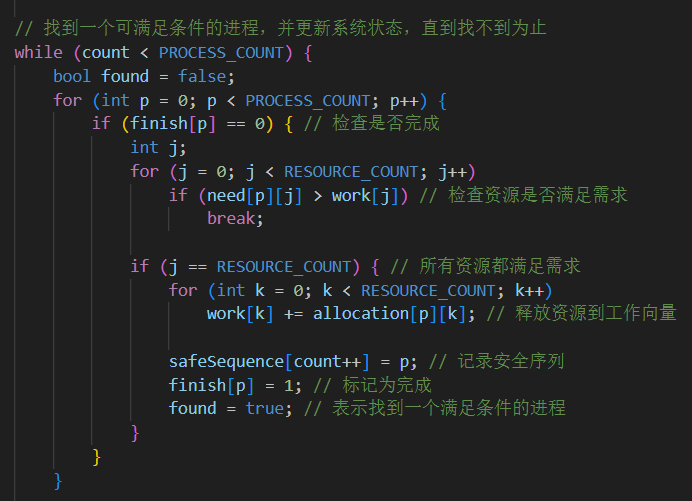 // 找到一个可满足条件的进程，并更新系统状态，直到找不到为止
while (count < PROCESS_COUNT) {
    bool found = false;
    for (int p = 0; p < PROCESS_COUNT; p++) {
        if (finish[p] == 0) { // 检查是否完成
            int j;
            for (j = 0; j < RESOURCE_COUNT; j++)
                if (need[p][j] > work[j]) // 检查资源是否满足需求
                    break;

            if (j == RESOURCE_COUNT) { // 所有资源都满足需求
                for (int k = 0; k < RESOURCE_COUNT; k++)
                    work[k] += allocation[p][k]; // 释放资源到工作向量

                safeSequence[count++] = p; // 记录安全序列
                finish[p] = 1; // 标记为完成
                found = true; // 表示找到一个满足条件的进程
            }
        }
    }